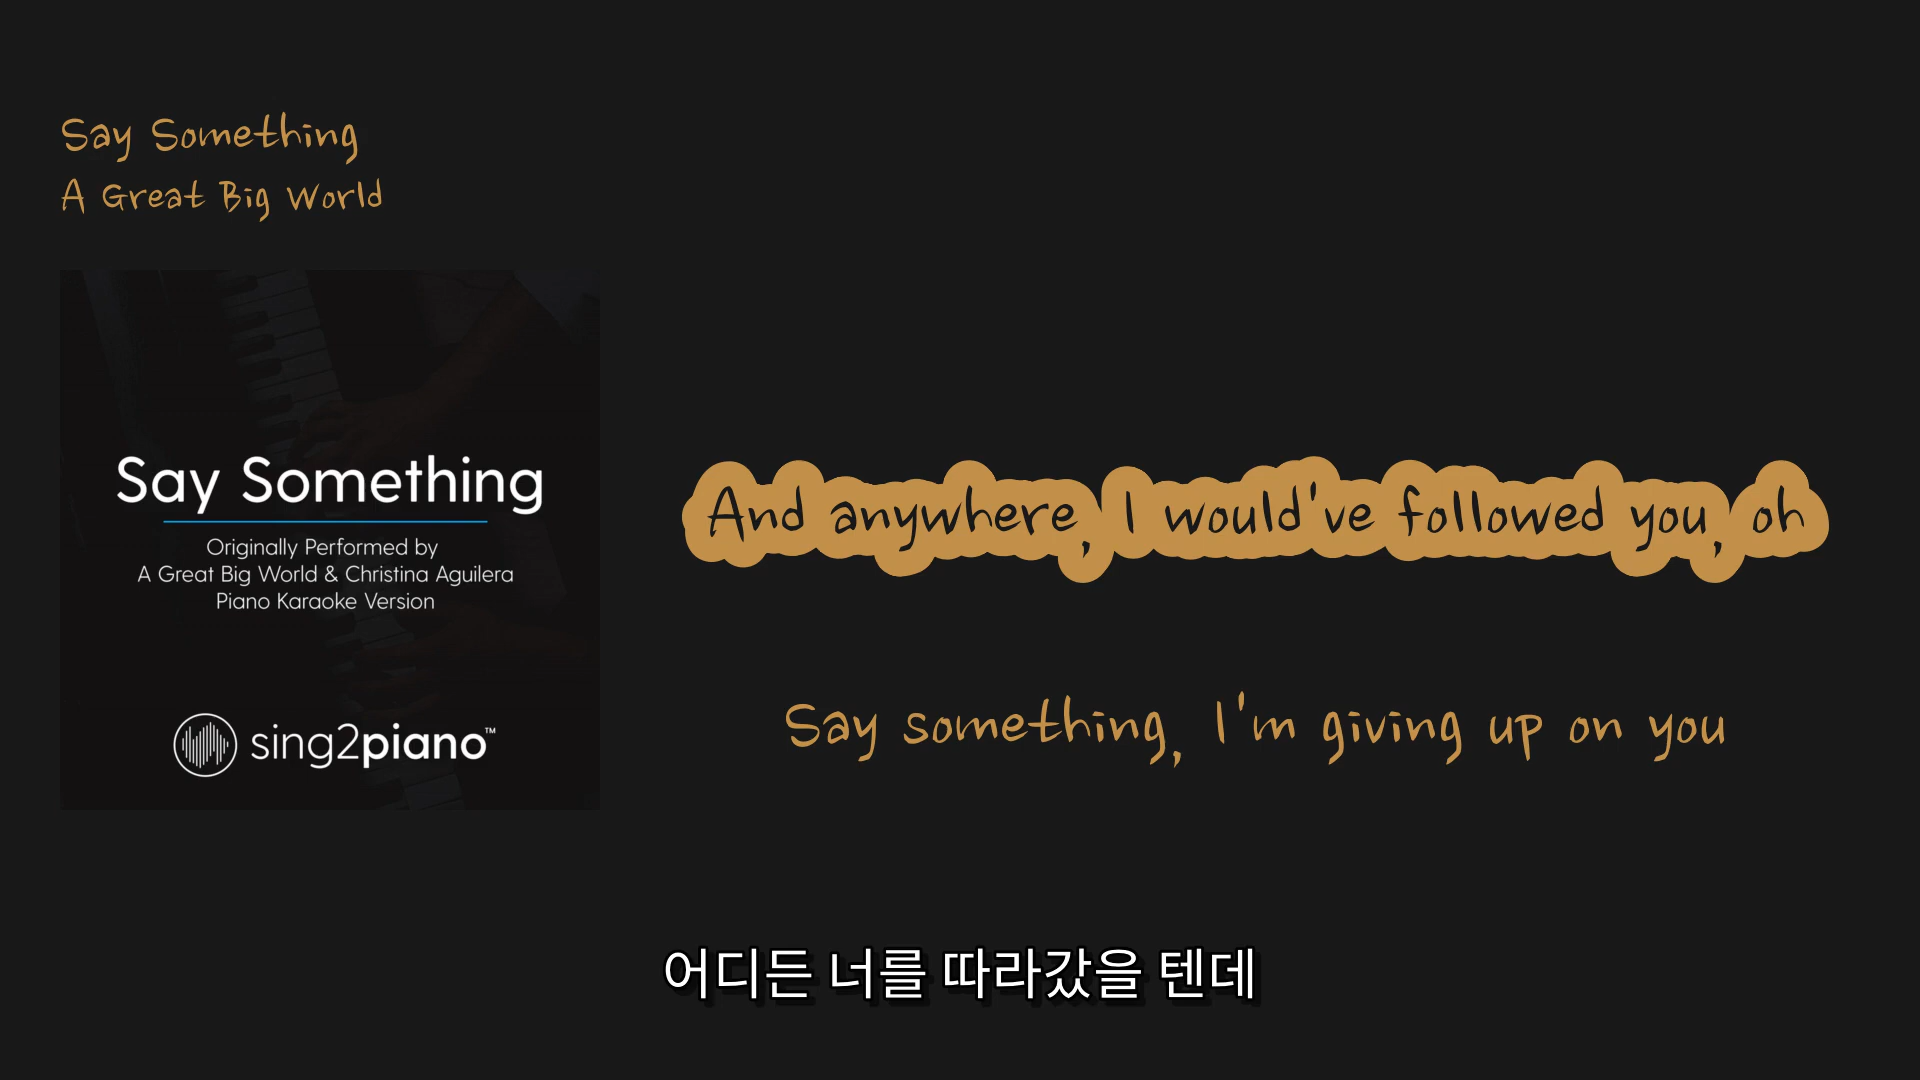 Say Something
A Great Big World
Say Something
Originally Performed by
A Great Big World & Christina Aguilera
Piano Karaoke Version
sing2piano™
And anywhere, I would've followed you, oh
Say something, I'm giving up on you
어디든 너를 따라갔을 텐데